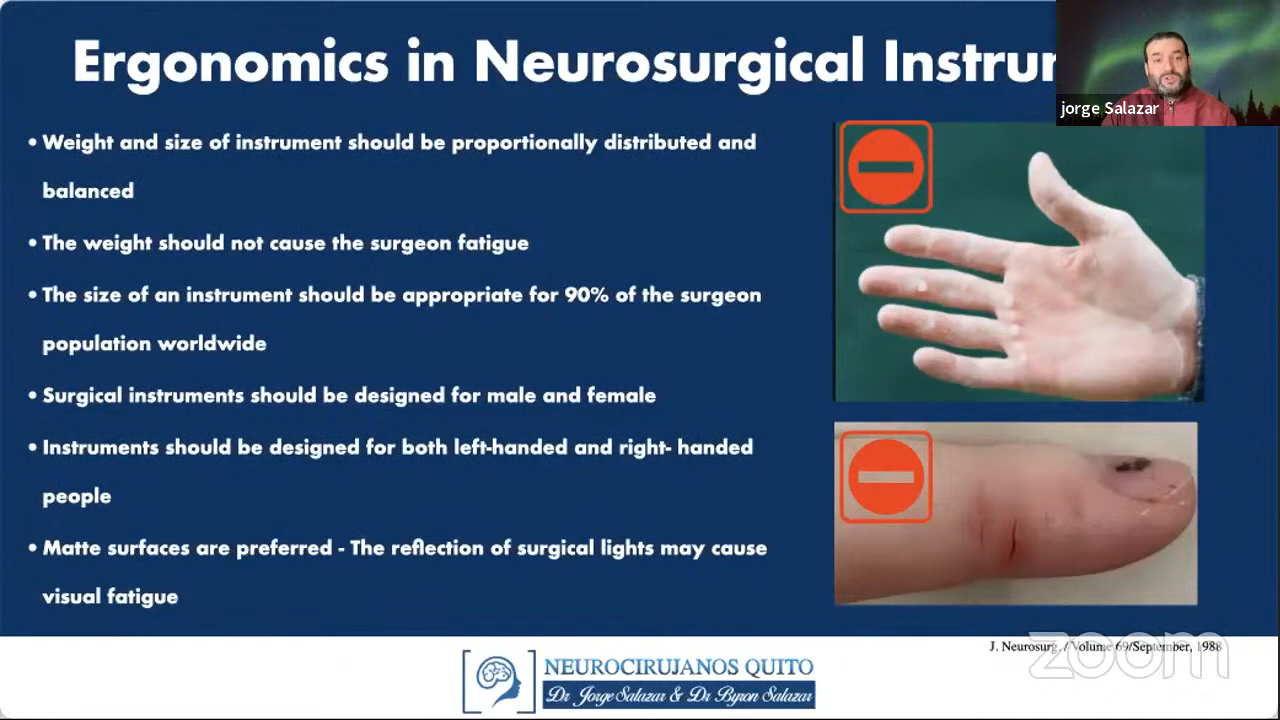 Ergonomics in Neurosurgical Instru
jorge Salazar
• Weight and size of instrument should be proportionally distributed and
balanced
• The weight should not cause the surgeon fatigue
• The size of an instrument should be appropriate for 90% of the surgeon
population worldwide
• Surgical instruments should be designed for male and female
• Instruments should be designed for both left-handed and right- handed
people
• Matte surfaces are preferred - The reflection of surgical lights may cause
visual fatigue
J. Neurosurg. / Volume 69/September, 1988
zoom
NEUROCIRUJANOS QUITO
Dr Jorge Salazar & Dr Byron Salazar